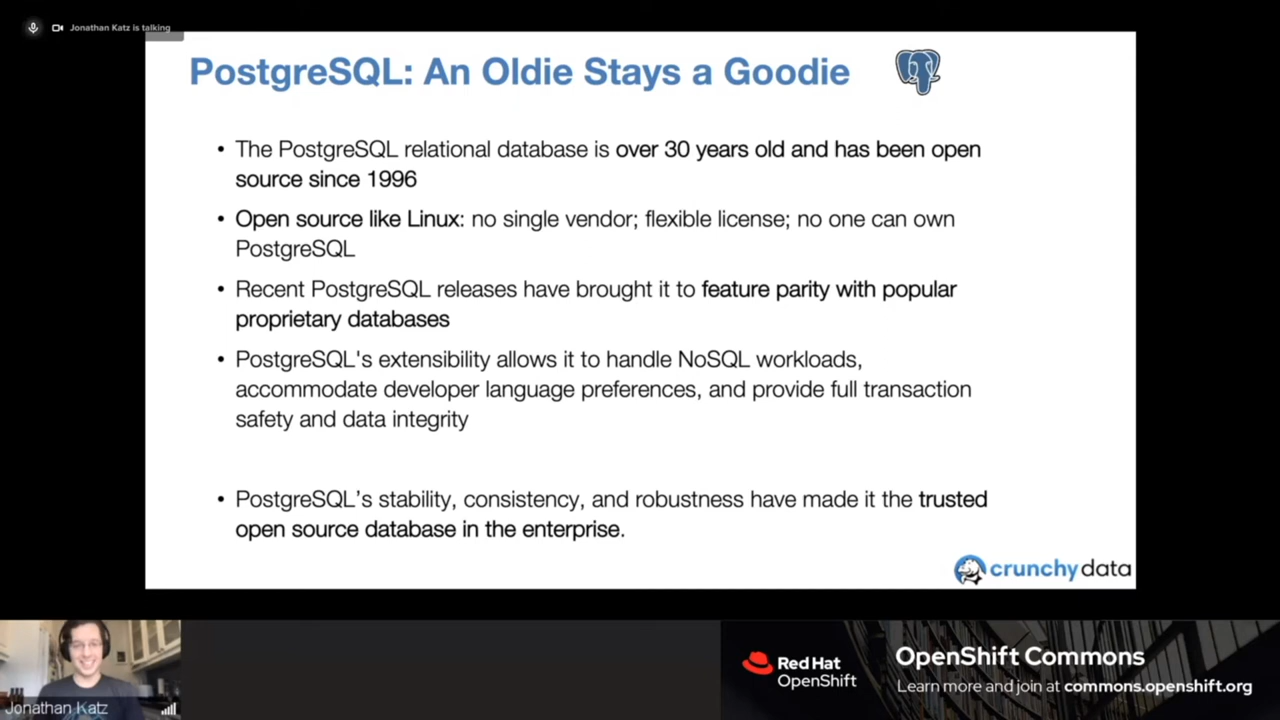 Jonathan Katz is talking
PostgreSQL: An Oldie Stays a Goodie
• The PostgreSQL relational database is over 30 years old and has been open
source since 1996
• Open source like Linux: no single vendor; flexible license; no one can own
PostgreSQL
• Recent PostgreSQL releases have brought it to feature parity with popular
proprietary databases
• PostgreSQL's extensibility allows it to handle NoSQL workloads,
accommodate developer language preferences, and provide full transaction
safety and data integrity
• PostgreSQL’s stability, consistency, and robustness have made it the trusted
open source database in the enterprise.
crunchydata
Jonathan Katz
Red Hat
OpenShift
OpenShift Commons
Learn more and join at commons.openshift.org